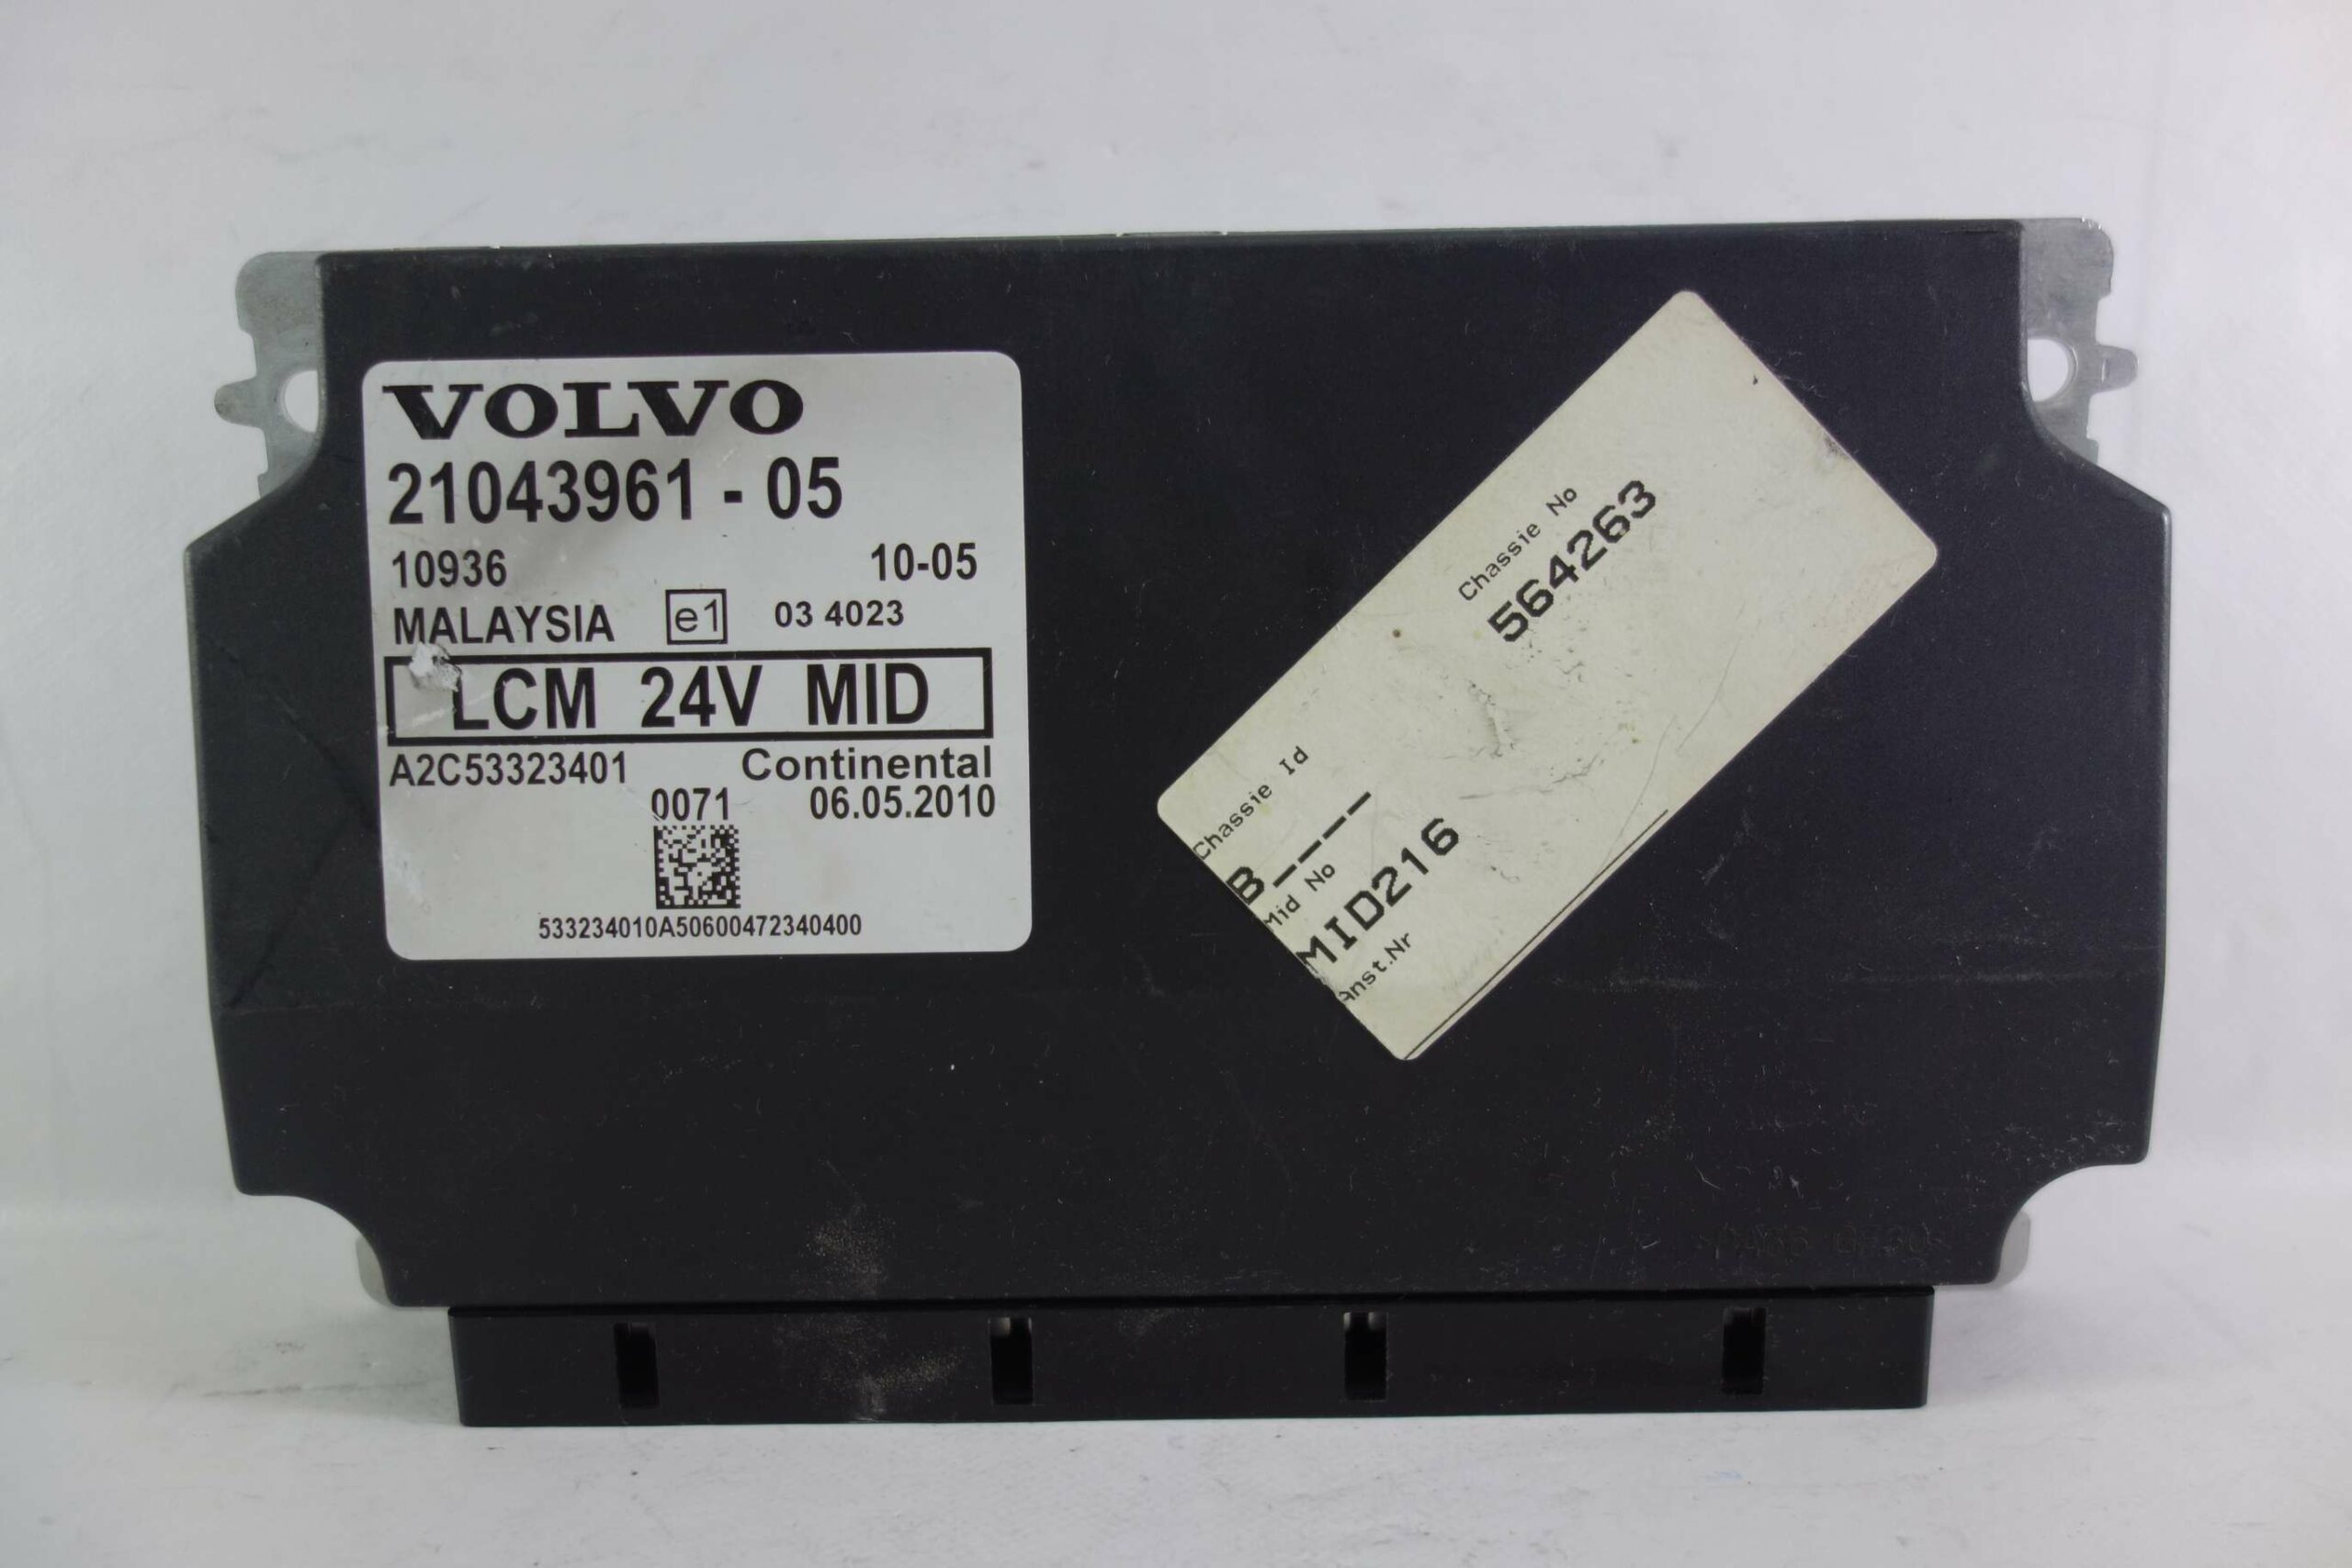 VOLVO
21043961 - 05
10936 10-05
MALAYSIA e1 03 4023
LCM 24V MID
A2C53323401 Continental
0071 06.05.2010
533234010A50600472340400
Chassie Id Chassie No
B---- 564263
Mid No
MID216
Anst.Nr